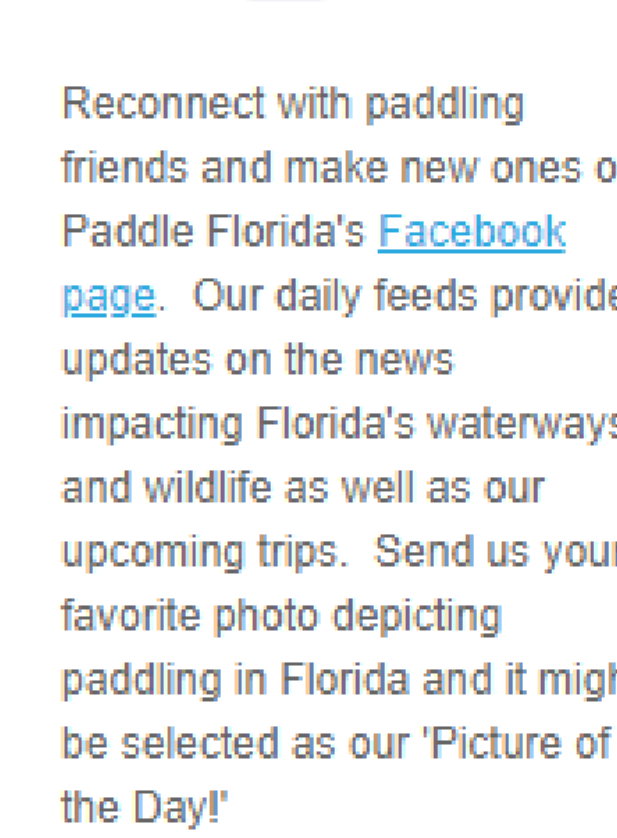 Reconnect with paddling
friends and make new ones o
Paddle Florida's Facebook
page.  Our daily feeds provide
updates on the news
impacting Florida's waterways
and wildlife as well as our
upcoming trips.  Send us your
favorite photo depicting
paddling in Florida and it migh
be selected as our 'Picture of
the Day!'